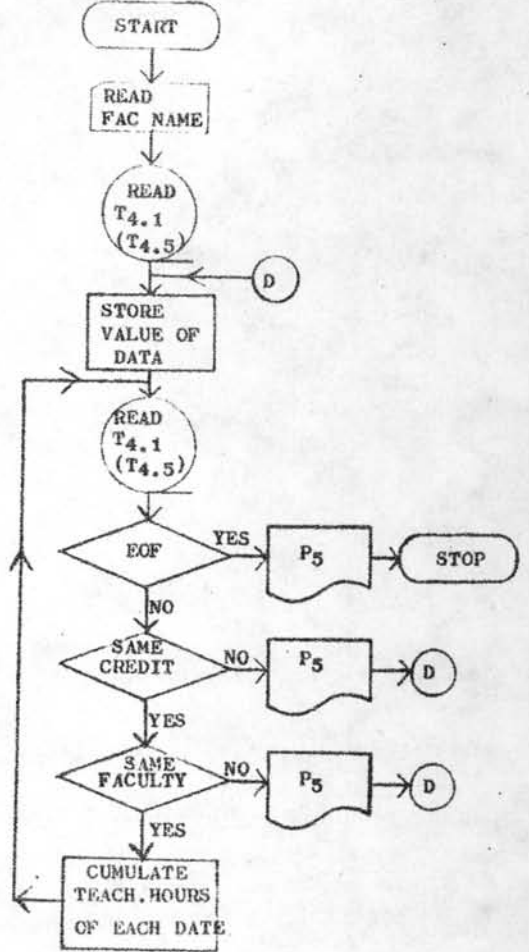 START
READ
FAC NAME
READ
T4.1
(T4.5)
D
STORE
VALUE OF
DATA
READ
T4.1
(T4.5)
EOF
YES
P5
STOP
NO
SAME
CREDIT
NO
P5
D
YES
SAME
FACULTY
NO
P5
D
YES
CUMULATE
TEACH.HOURS
OF EACH DATE